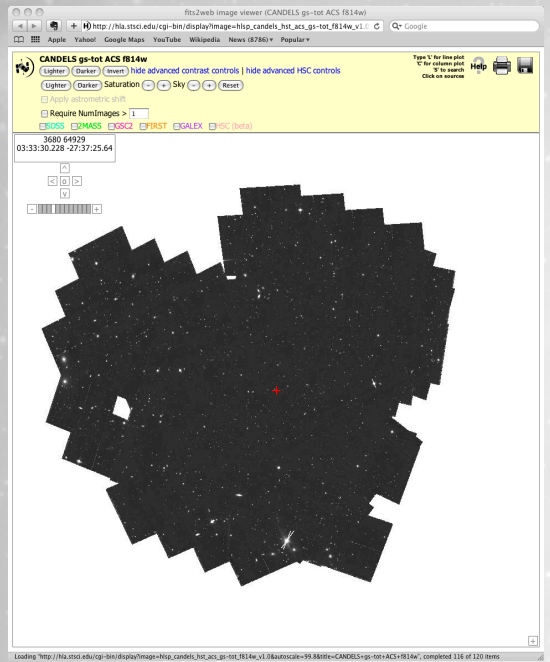 fits2web image viewer (CANDELS gs-tot ACS f814w)
http://hla.stsci.edu/cgi-bin/display?image=hlsp_candels_hst_acs_gs-tot_f814w_v1.0
Google
Apple Yahoo! Google Maps YouTube Wikipedia News (8786) Popular
CANDELS gs-tot ACS f814w
Lighter Darker Invert hide advanced contrast controls | hide advanced HSC controls
Lighter Darker Saturation - + Sky - + Reset
Apply astrometric shift
Require NumImages > 1
SDSS 2MASS GSC2 FIRST GALEX HSC (beta)
Type 'L' for line plot
'C' for column plot
'S' to search
Click on sources
Help
3680 64929
03:33:30.228 -27:37:25.64
^
< o >
v
- +
+
Loading "http://hla.stsci.edu/cgi-bin/display?image=hlsp_candels_hst_acs_gs-tot_f814w_v1.0&autoscale=99.8&title=CANDELS+gs-tot+ACS+f814w", completed 116 of 120 items